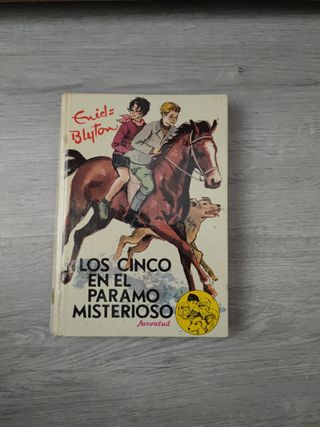 Enid
Blyton
LOS CINCO
EN EL
PARAMO
MISTERIOSO
Juventud